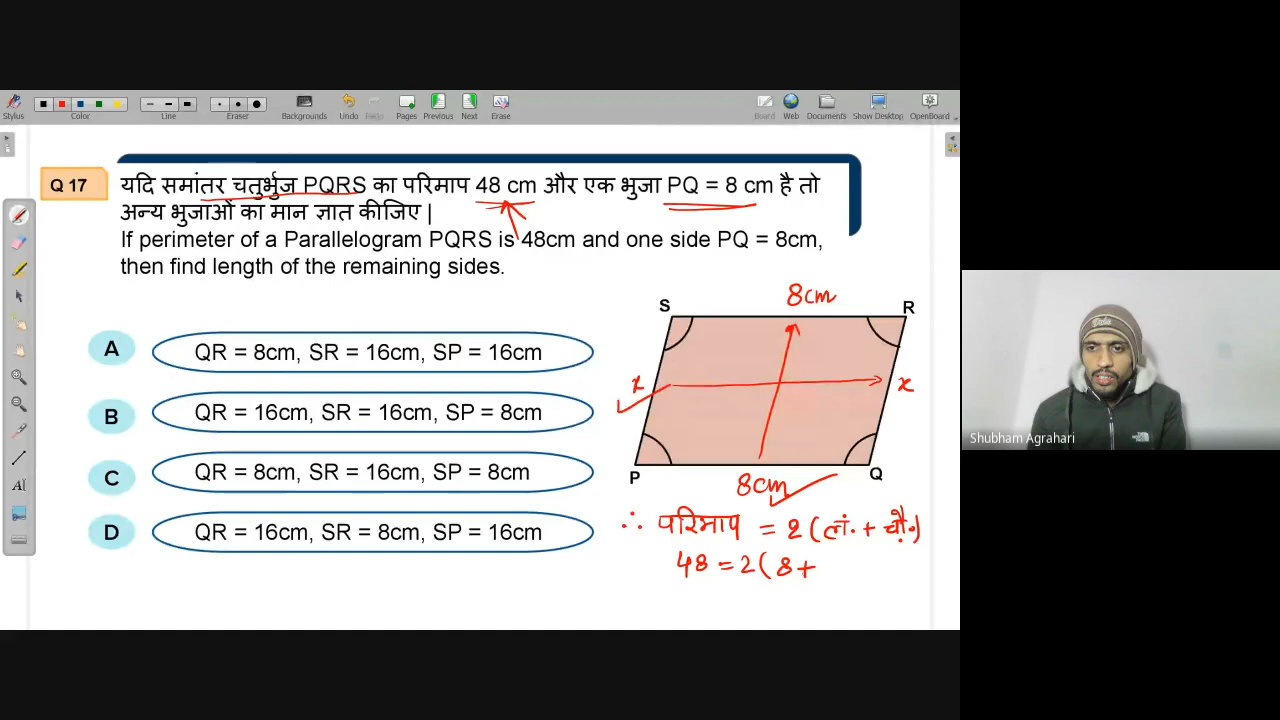 Stylus
Color
Line
Eraser
Backgrounds
Undo
Redo
Pages
Previous
Next
Erase
Board
Web
Documents
Show Desktop
OpenBoard
Q 17
यदि समांतर चतुर्भुज PQRS का परिमाप 48 cm और एक भुजा PQ = 8 cm है तो
अन्य भुजाओं का मान ज्ञात कीजिए |
If perimeter of a Parallelogram PQRS is 48cm and one side PQ = 8cm,
then find length of the remaining sides.
A
QR = 8cm, SR = 16cm, SP = 16cm
B
QR = 16cm, SR = 16cm, SP = 8cm
C
QR = 8cm, SR = 16cm, SP = 8cm
D
QR = 16cm, SR = 8cm, SP = 16cm
8cm
S
R
x
x
P
Q
8cm
∴ परिमाप = 2 (लं. + चौ.)
48 = 2( 8 +
Shubham Agrahari